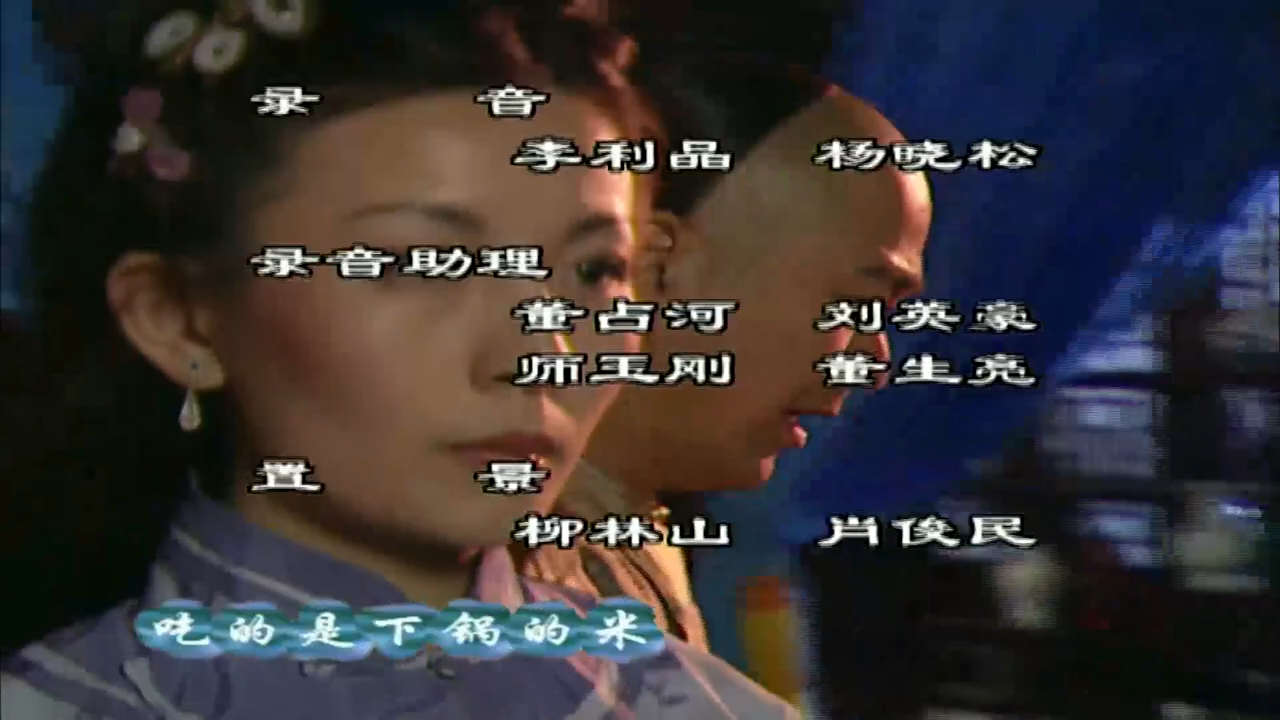 录音
李利品 杨晓松
录音助理
董占河 刘英豪
师玉刚 董生亮
置景
柳林山 肖俊民
吃的是下锅的米